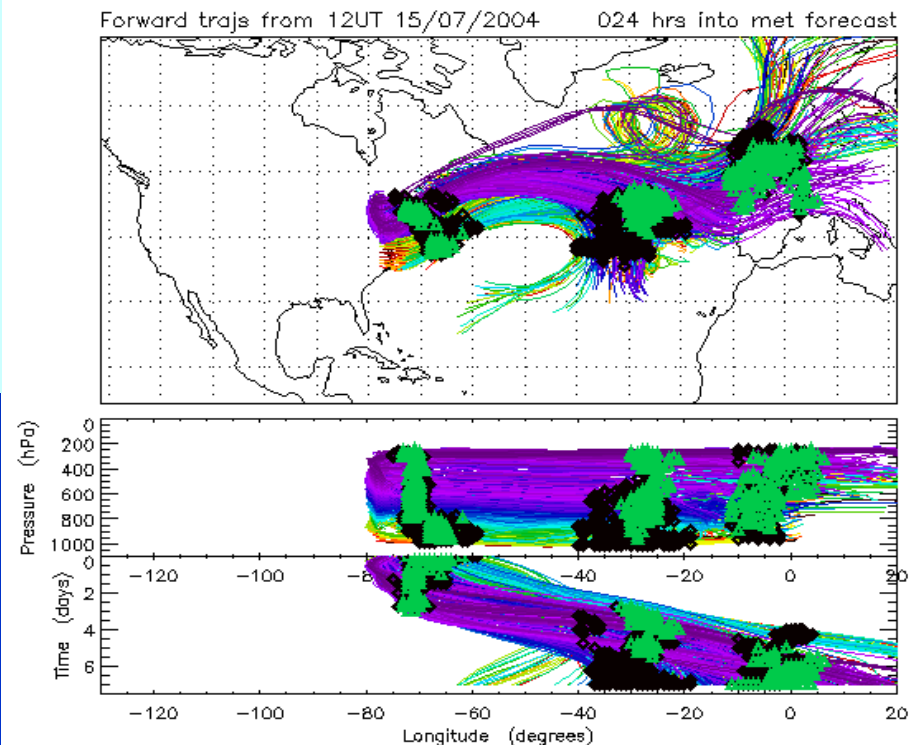 Forward trajs from 12UT 15/07/2004 024 hrs into met forecast
Pressure (hPa)
0
200
400
600
800
1000
-120 -100 -80 -60 -40 -20 0 20
Time (days)
0
2
4
6
-120 -100 -80 -60 -40 -20 0 20
Longitude (degrees)